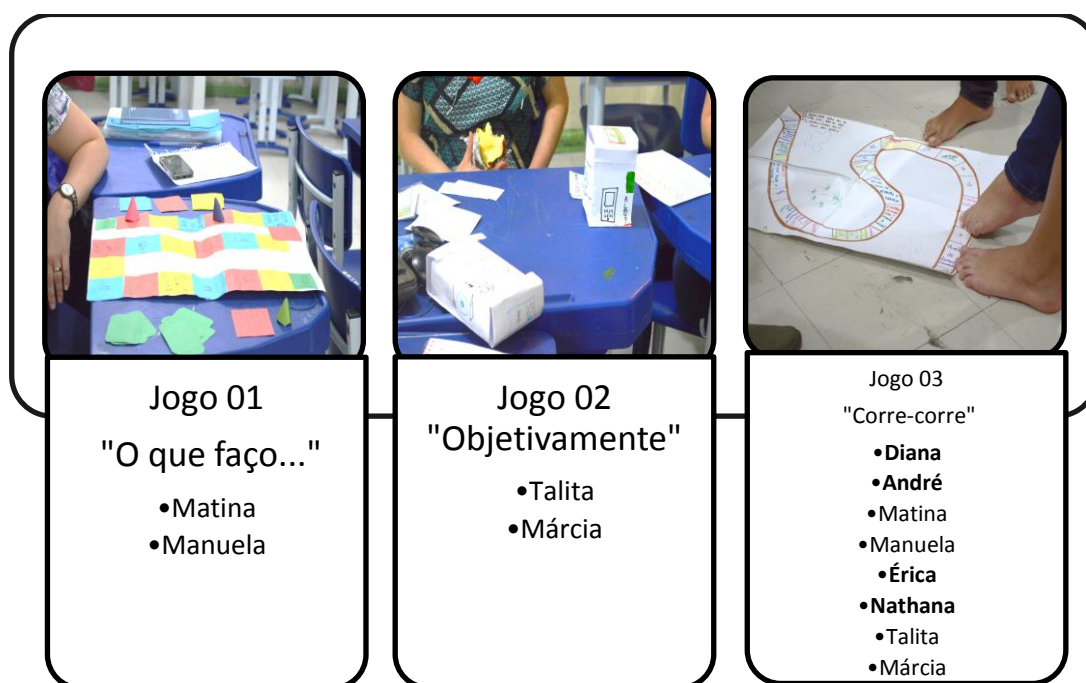 Jogo 01
"O que faço..."
•Matina
•Manuela
Jogo 02
"Objetivamente"
•Talita
•Márcia
Jogo 03
"Corre-corre"
•Diana
•André
•Matina
•Manuela
•Érica
•Nathana
•Talita
•Márcia